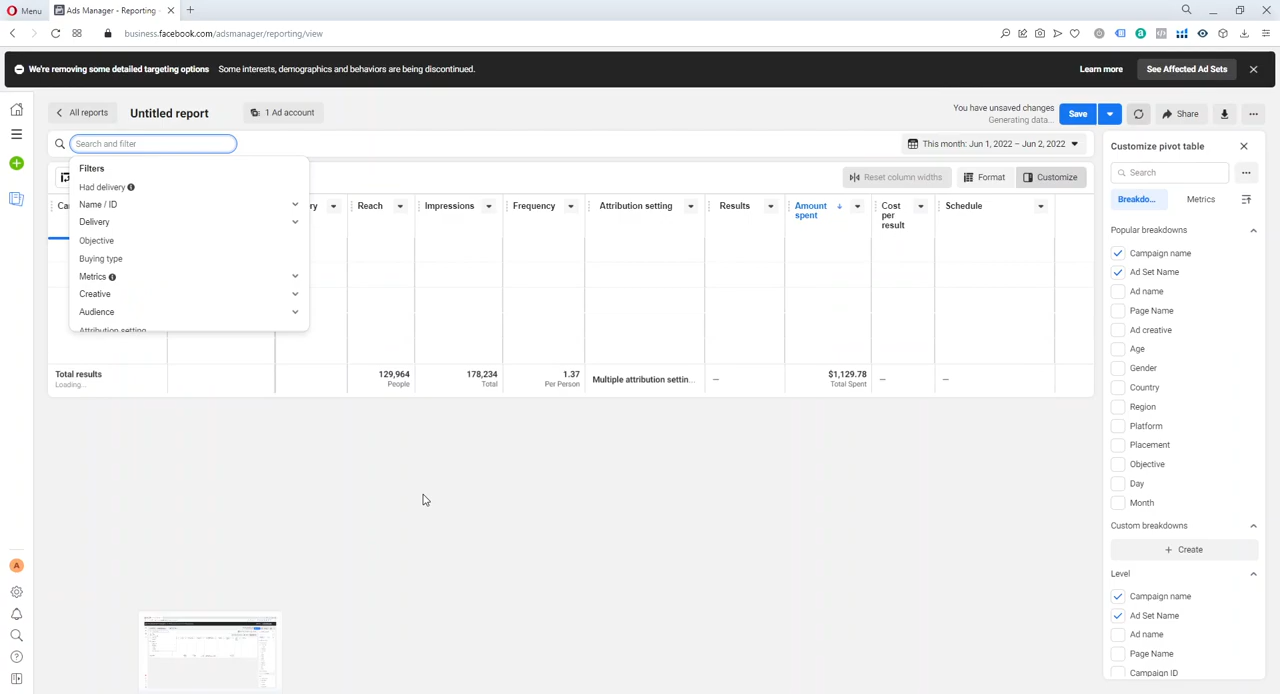 Menu
Ads Manager - Reporting -
business.facebook.com/adsmanager/reporting/view
We're removing some detailed targeting options Some interests, demographics and behaviors are being discontinued.
Learn more
See Affected Ad Sets
All reports
Untitled report
1 Ad account
You have unsaved changes
Generating data...
Save
Share
Search and filter
This month: Jun 1, 2022 – Jun 2, 2022
Filters
Had delivery
Name / ID
Delivery
Objective
Buying type
Metrics
Creative
Audience
Attribution setting
Reset column widths
Format
Customize
Ca
ry
Reach
Impressions
Frequency
Attribution setting
Results
Amount spent
Cost per result
Schedule
Total results
Loading...
129,964
People
178,234
Total
1.37
Per Person
Multiple attribution settin...
—
$1,129.78
Total Spent
—
—
Customize pivot table
Search
Breakdo...
Metrics
Popular breakdowns
Campaign name
Ad Set Name
Ad name
Page Name
Ad creative
Age
Gender
Country
Region
Platform
Placement
Objective
Day
Month
Custom breakdowns
+ Create
Level
Campaign name
Ad Set Name
Ad name
Page Name
Campaign ID
A